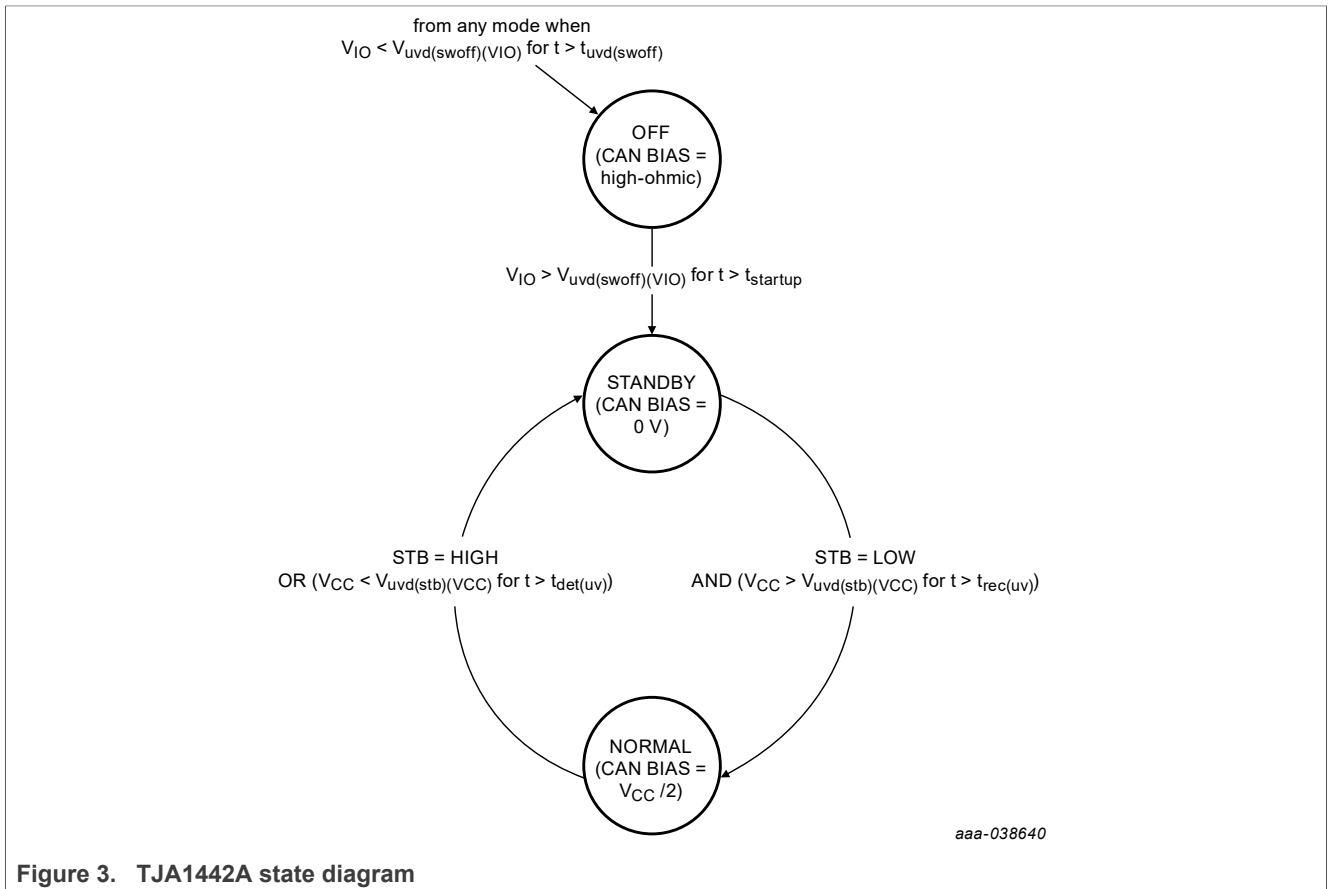 from any mode when
VIO < Vuvd(swoff)(VIO) for t > tuvd(swoff)
OFF
(CAN BIAS =
high-ohmic)
VIO > Vuvd(swoff)(VIO) for t > tstartup
STANDBY
(CAN BIAS =
0 V)
STB = HIGH
OR (VCC < Vuvd(stb)(VCC) for t > tdet(uv))
STB = LOW
AND (VCC > Vuvd(stb)(VCC) for t > trec(uv))
NORMAL
(CAN BIAS =
VCC /2)
aaa-038640
Figure 3. TJA1442A state diagram